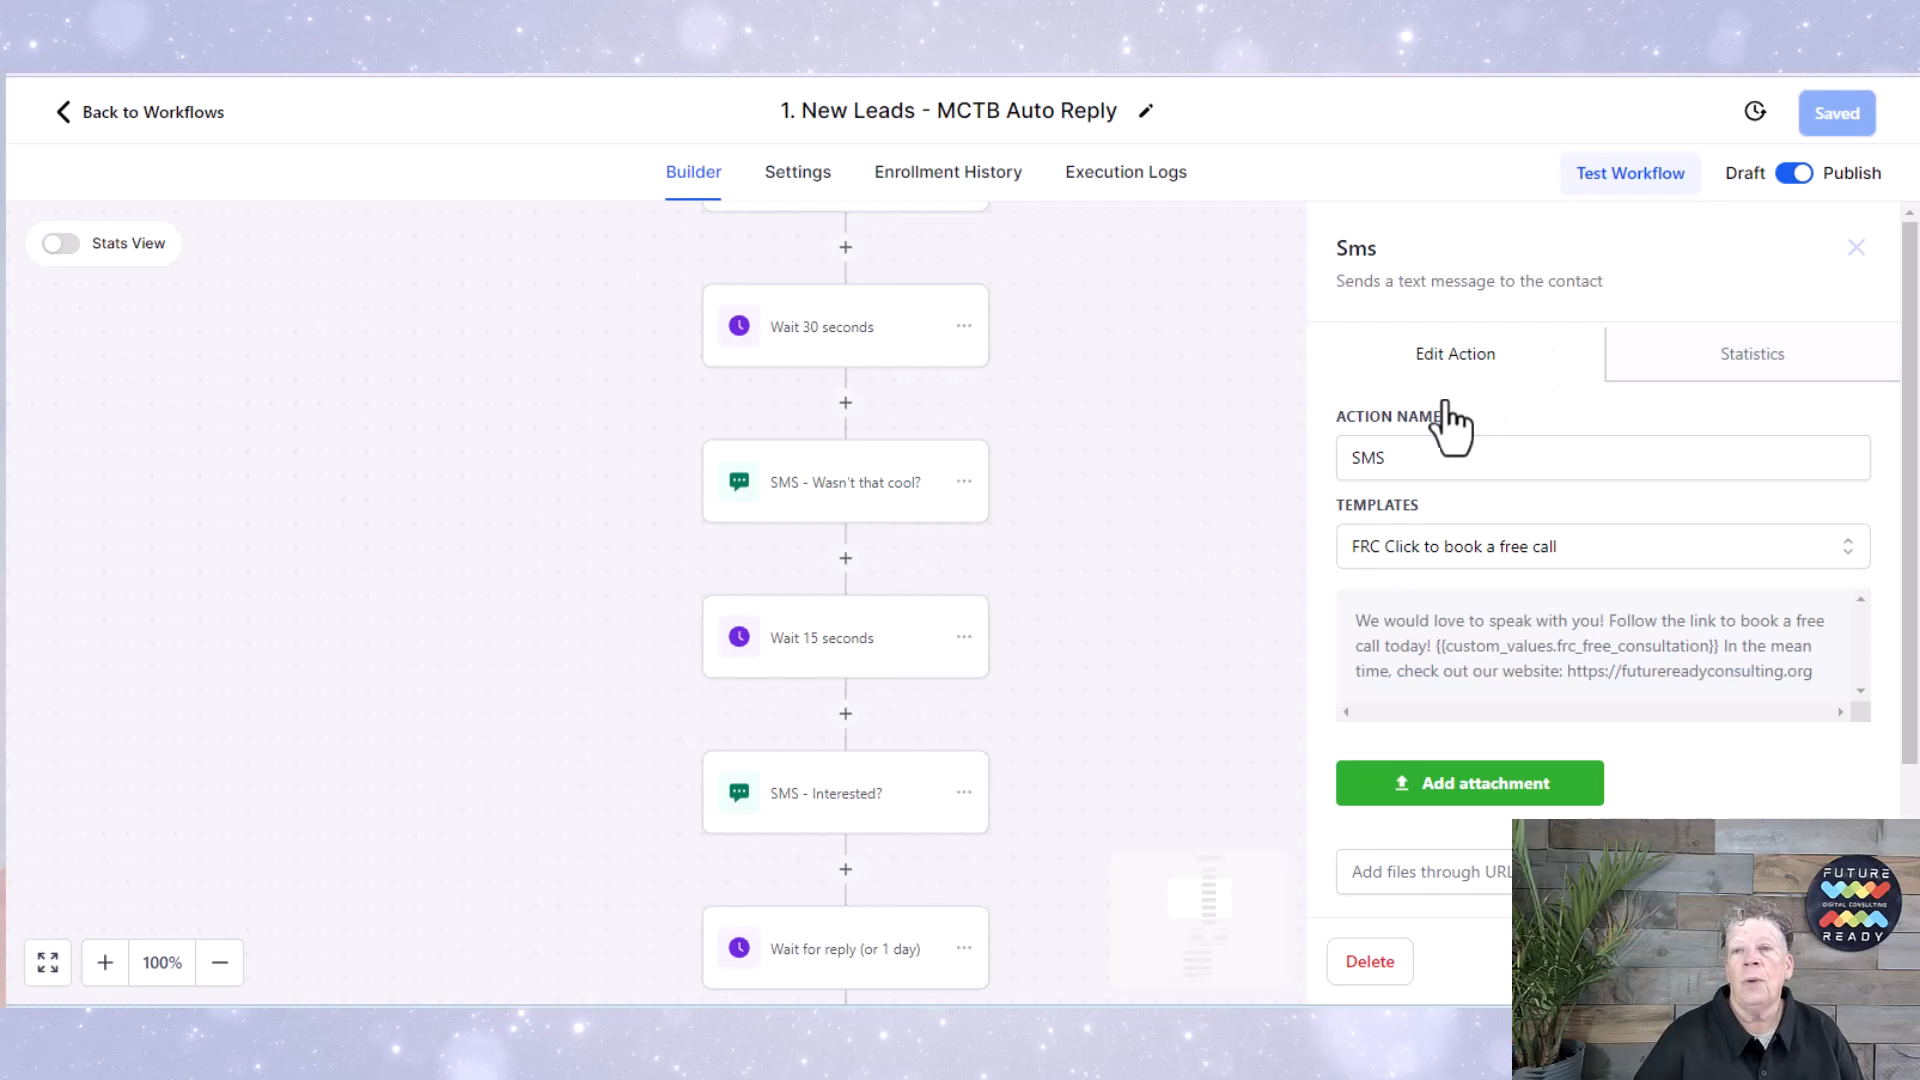 Back to Workflows
1. New Leads - MCTB Auto Reply
Saved
Builder
Settings
Enrollment History
Execution Logs
Test Workflow
Draft
Publish
Stats View
Wait 30 seconds
SMS - Wasn't that cool?
Wait 15 seconds
SMS - Interested?
Wait for reply (or 1 day)
100%
Sms
Sends a text message to the contact
Edit Action
Statistics
ACTION NAME
SMS
TEMPLATES
FRC Click to book a free call
We would love to speak with you! Follow the link to book a free
call today! {{custom_values.frc_free_consultation}} In the mean
time, check out our website: https://futurereadyconsulting.org
Add attachment
Add files through URL
Delete
FUTURE
DIGITAL CONSULTING
READY